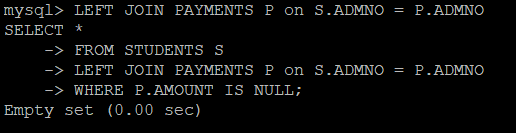 mysql> LEFT JOIN PAYMENTS P on S.ADMNO = P.ADMNO
SELECT *
-> FROM STUDENTS S
-> LEFT JOIN PAYMENTS P on S.ADMNO = P.ADMNO
-> WHERE P.AMOUNT IS NULL;
Empty set (0.00 sec)